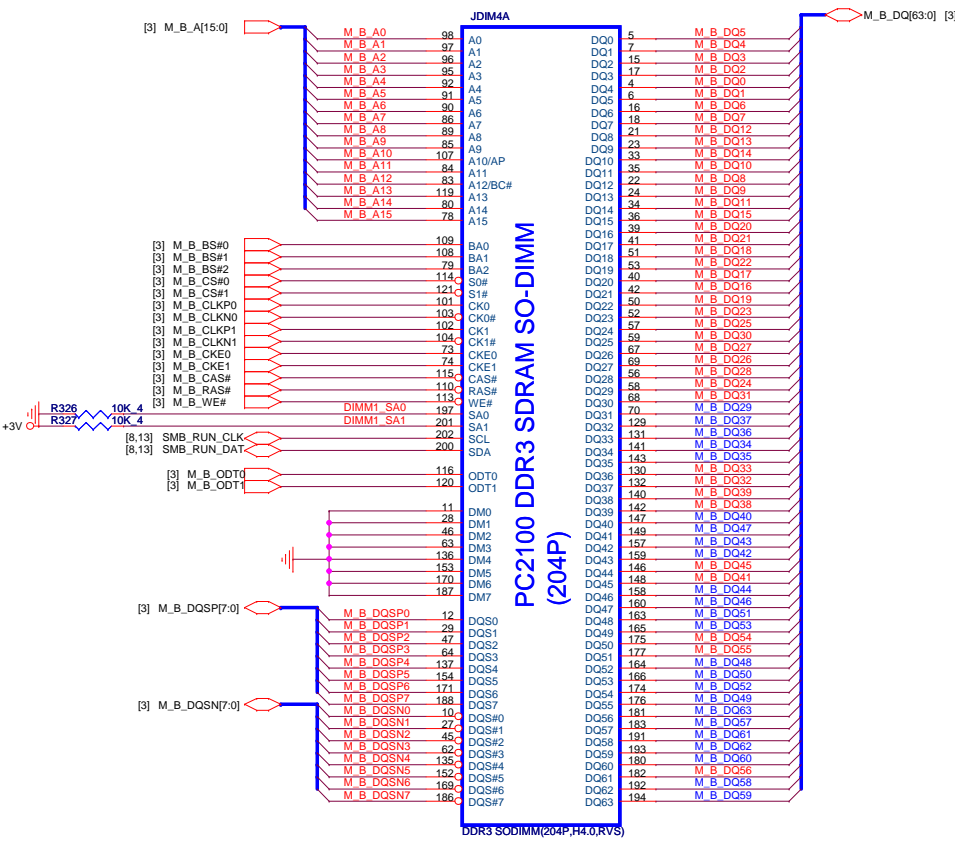 JDIM4A
[3] M_B_A[15:0]
M_B_DQ[63:0] [3]
M_B_A0 98 A0
M_B_A1 97 A1
M_B_A2 96 A2
M_B_A3 95 A3
M_B_A4 92 A4
M_B_A5 91 A5
M_B_A6 90 A6
M_B_A7 86 A7
M_B_A8 89 A8
M_B_A9 85 A9
M_B_A10 107 A10/AP
M_B_A11 84 A11
M_B_A12 83 A12/BC#
M_B_A13 119 A13
M_B_A14 80 A14
M_B_A15 78 A15
[3] M_B_BS#0 109 BA0
[3] M_B_BS#1 108 BA1
[3] M_B_BS#2 79 BA2
[3] M_B_CS#0 114 S0#
[3] M_B_CS#1 121 S1#
[3] M_B_CLKP0 101 CK0
[3] M_B_CLKN0 103 CK0#
[3] M_B_CLKP1 102 CK1
[3] M_B_CLKN1 104 CK1#
[3] M_B_CKE0 73 CKE0
[3] M_B_CKE1 74 CKE1
[3] M_B_CAS# 115 CAS#
[3] M_B_RAS# 110 RAS#
[3] M_B_WE# 113 WE#
R326 10K_4 DIMM1_SA0 197 SA0
+3V R327 10K_4 DIMM1_SA1 201 SA1
[8,13] SMB_RUN_CLK 202 SCL
[8,13] SMB_RUN_DAT 200 SDA
[3] M_B_ODT0 116 ODT0
[3] M_B_ODT1 120 ODT1
11 DM0
28 DM1
46 DM2
63 DM3
136 DM4
153 DM5
170 DM6
187 DM7
[3] M_B_DQSP[7:0]
M_B_DQSP0 12 DQS0
M_B_DQSP1 29 DQS1
M_B_DQSP2 47 DQS2
M_B_DQSP3 64 DQS3
M_B_DQSP4 137 DQS4
M_B_DQSP5 154 DQS5
M_B_DQSP6 171 DQS6
M_B_DQSP7 188 DQS7
[3] M_B_DQSN[7:0]
M_B_DQSN0 10 DQS#0
M_B_DQSN1 27 DQS#1
M_B_DQSN2 45 DQS#2
M_B_DQSN3 62 DQS#3
M_B_DQSN4 135 DQS#4
M_B_DQSN5 152 DQS#5
M_B_DQSN6 169 DQS#6
M_B_DQSN7 186 DQS#7
PC2100 DDR3 SDRAM SO-DIMM
(204P)
DQ0 5 M_B_DQ5
DQ1 7 M_B_DQ4
DQ2 15 M_B_DQ3
DQ3 17 M_B_DQ2
DQ4 4 M_B_DQ0
DQ5 6 M_B_DQ1
DQ6 16 M_B_DQ6
DQ7 18 M_B_DQ7
DQ8 21 M_B_DQ12
DQ9 23 M_B_DQ13
DQ10 33 M_B_DQ14
DQ11 35 M_B_DQ10
DQ12 22 M_B_DQ8
DQ13 24 M_B_DQ9
DQ14 34 M_B_DQ11
DQ15 36 M_B_DQ15
DQ16 39 M_B_DQ20
DQ17 41 M_B_DQ21
DQ18 51 M_B_DQ18
DQ19 53 M_B_DQ22
DQ20 40 M_B_DQ17
DQ21 42 M_B_DQ16
DQ22 50 M_B_DQ19
DQ23 52 M_B_DQ23
DQ24 57 M_B_DQ25
DQ25 59 M_B_DQ30
DQ26 67 M_B_DQ27
DQ27 69 M_B_DQ26
DQ28 56 M_B_DQ28
DQ29 58 M_B_DQ24
DQ30 68 M_B_DQ31
DQ31 70 M_B_DQ29
DQ32 129 M_B_DQ37
DQ33 131 M_B_DQ36
DQ34 141 M_B_DQ34
DQ35 143 M_B_DQ35
DQ36 130 M_B_DQ33
DQ37 132 M_B_DQ32
DQ38 140 M_B_DQ39
DQ39 142 M_B_DQ38
DQ40 147 M_B_DQ40
DQ41 149 M_B_DQ47
DQ42 157 M_B_DQ43
DQ43 159 M_B_DQ42
DQ44 146 M_B_DQ45
DQ45 148 M_B_DQ41
DQ46 158 M_B_DQ44
DQ47 160 M_B_DQ46
DQ48 163 M_B_DQ51
DQ49 165 M_B_DQ53
DQ50 175 M_B_DQ54
DQ51 177 M_B_DQ55
DQ52 164 M_B_DQ48
DQ53 166 M_B_DQ50
DQ54 174 M_B_DQ52
DQ55 176 M_B_DQ49
DQ56 181 M_B_DQ63
DQ57 183 M_B_DQ57
DQ58 191 M_B_DQ61
DQ59 193 M_B_DQ62
DQ60 180 M_B_DQ60
DQ61 182 M_B_DQ56
DQ62 192 M_B_DQ58
DQ63 194 M_B_DQ59
DDR3 SODIMM(204P,H4.0,RVS)